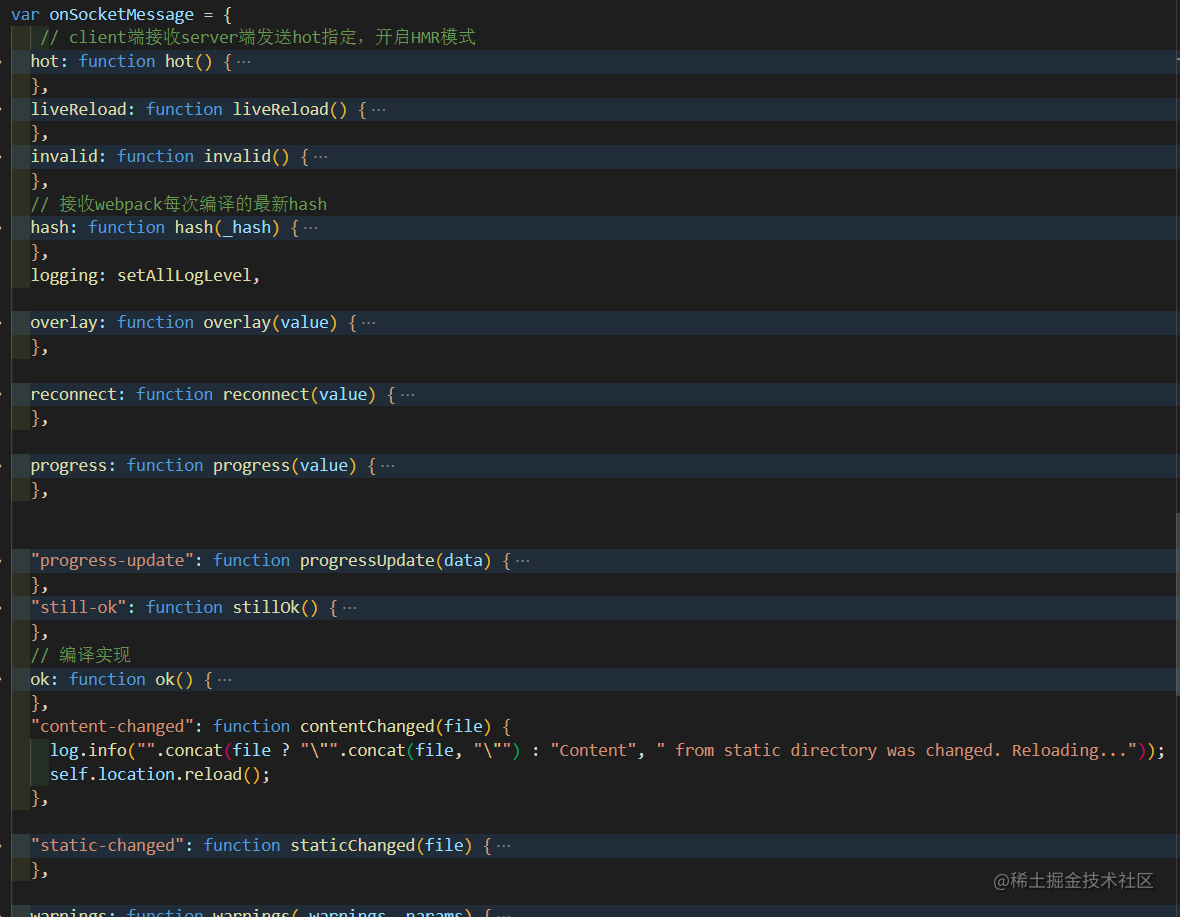 var onSocketMessage = {
// client端接收server端发送hot指定，开启HMR模式
hot: function hot() {···
},
liveReload: function liveReload() {···
},
invalid: function invalid() {···
},
// 接收webpack每次编译的最新hash
hash: function hash(_hash) {···
},
logging: setAllLogLevel,
overlay: function overlay(value) {···
},
reconnect: function reconnect(value) {···
},
progress: function progress(value) {···
},
"progress-update": function progressUpdate(data) {···
},
"still-ok": function stillOk() {···
},
// 编译实现
ok: function ok() {···
},
"content-changed": function contentChanged(file) {
log.info("".concat(file ? "\"".concat(file, "\"") : "Content", " from static directory was changed. Reloading..."));
self.location.reload();
},
"static-changed": function staticChanged(file) {···
},
warnings: function warnings(_warnings, params) {···
@稀土掘金技术社区